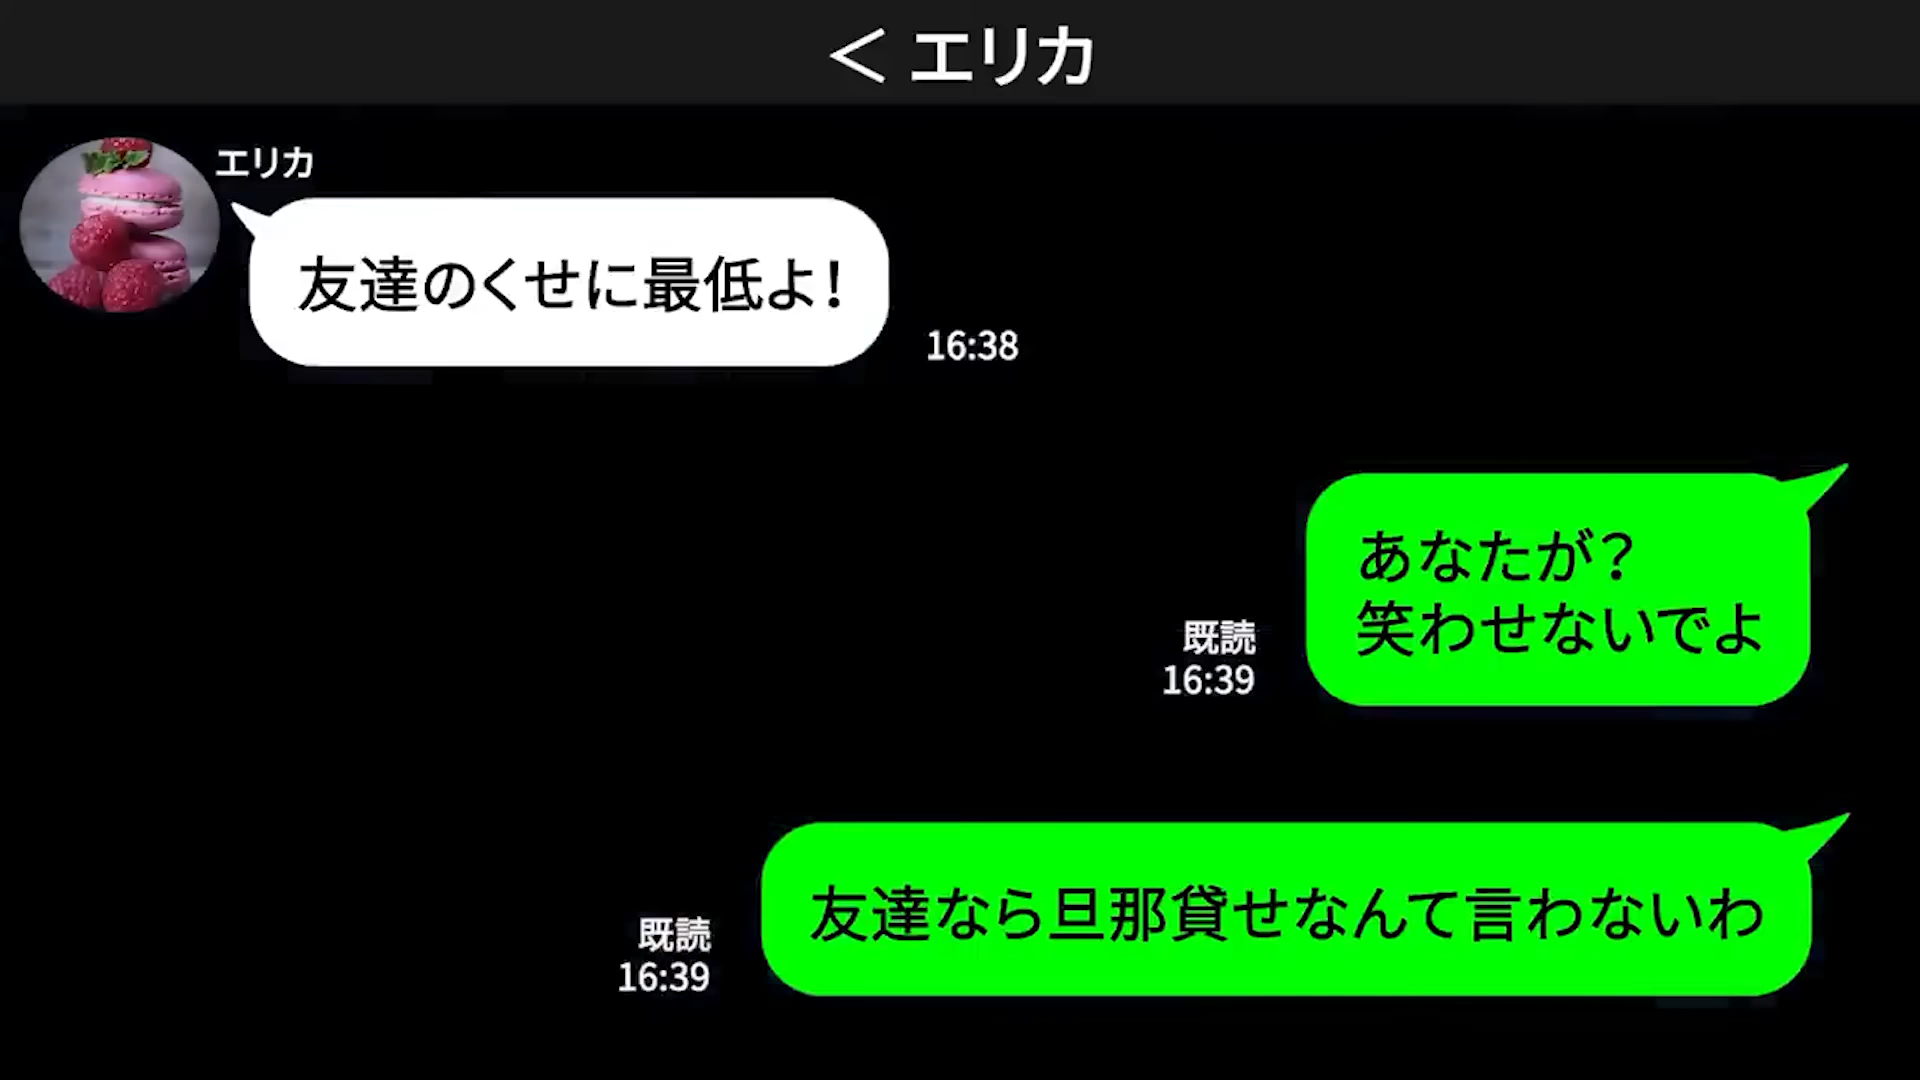 ＜ エリカ
エリカ
友達のくせに最低よ！
16:38
あなたが？
笑わせないでよ
既読
16:39
友達なら旦那貸せなんて言わないわ
既読
16:39